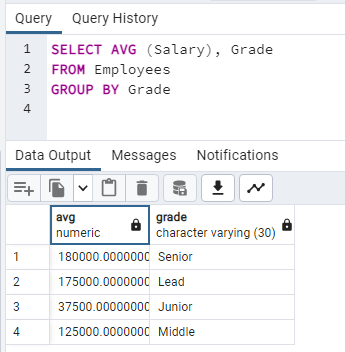 Query Query History
1 SELECT AVG (Salary), Grade
2 FROM Employees
3 GROUP BY Grade
4
Data Output Messages Notifications
avg grade
numeric character varying (30)
1 180000.0000000 Senior
2 175000.0000000 Lead
3 37500.0000000 Junior
4 125000.0000000 Middle